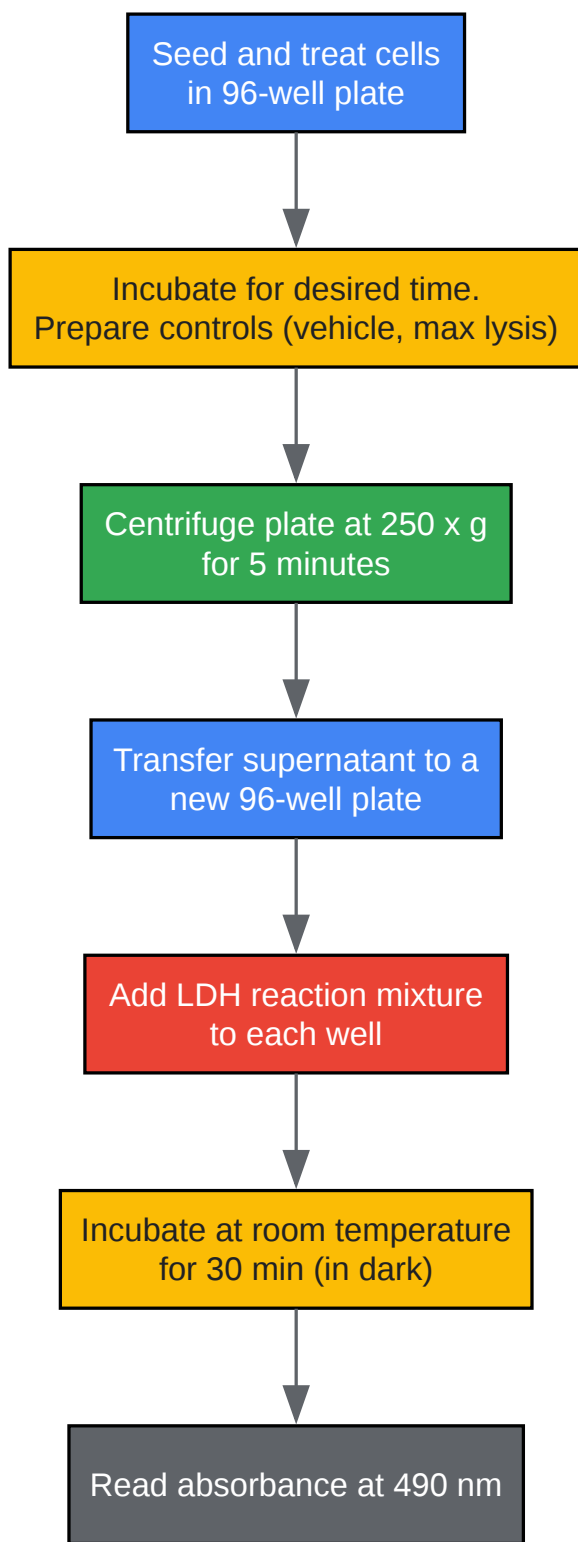 Seed and treat cells
in 96-well plate
Incubate for desired time.
Prepare controls (vehicle, max lysis)
Centrifuge plate at 250 x g
for 5 minutes
Transfer supernatant to a
new 96-well plate
Add LDH reaction mixture
to each well
Incubate at room temperature
for 30 min (in dark)
Read absorbance at 490 nm